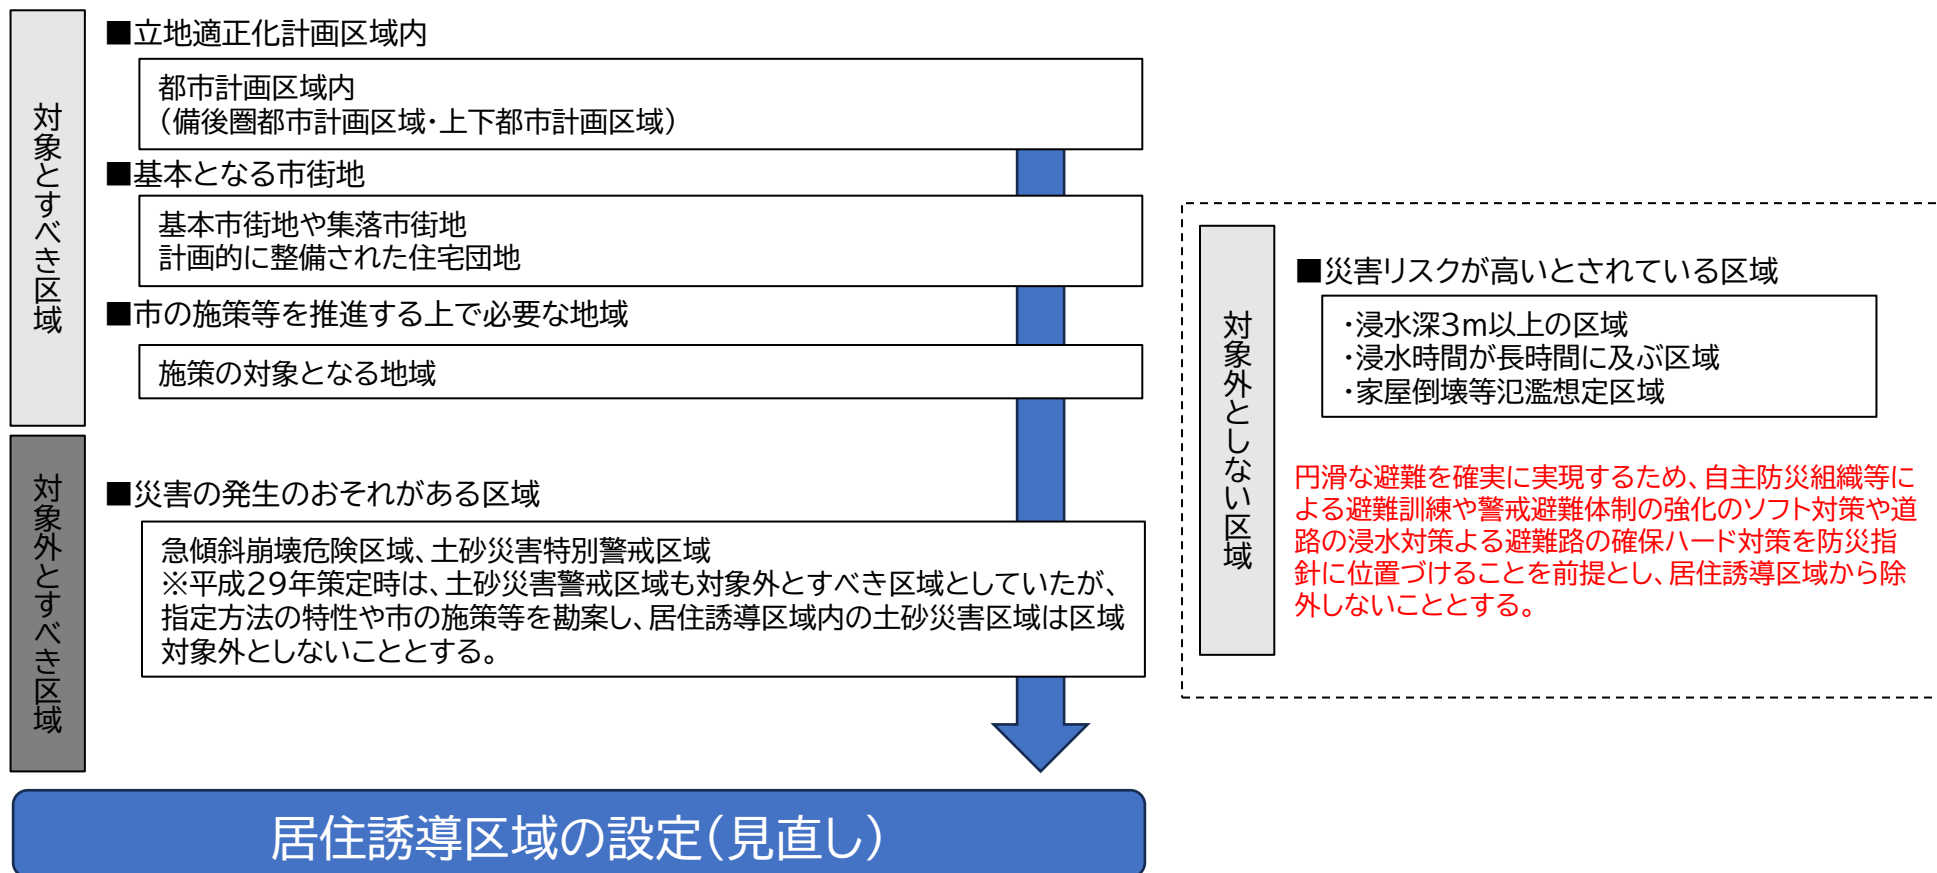 対象とすべき区域
■立地適正化計画区域内
都市計画区域内
（備後圏都市計画区域・上下都市計画区域）
■基本となる市街地
基本市街地や集落市街地
計画的に整備された住宅団地
■市の施策等を推進する上で必要な地域
施策の対象となる地域
対象外とすべき区域
■災害の発生のおそれがある区域
急傾斜崩壊危険区域、土砂災害特別警戒区域
※平成29年策定時は、土砂災害警戒区域も対象外とすべき区域としていたが、
指定方法の特性や市の施策等を勘案し、居住誘導区域内の土砂災害区域は区域
対象外としないこととする。
居住誘導区域の設定（見直し）
対象外としない区域
■災害リスクが高いとされている区域
・浸水深3m以上の区域
・浸水時間が長時間に及ぶ区域
・家屋倒壊等氾濫想定区域
円滑な避難を確実に実現するため、自主防災組織等に
よる避難訓練や警戒避難体制の強化のソフト対策や道
路の浸水対策よる避難路の確保ハード対策を防災指
針に位置づけることを前提とし、居住誘導区域から除
外しないこととする。